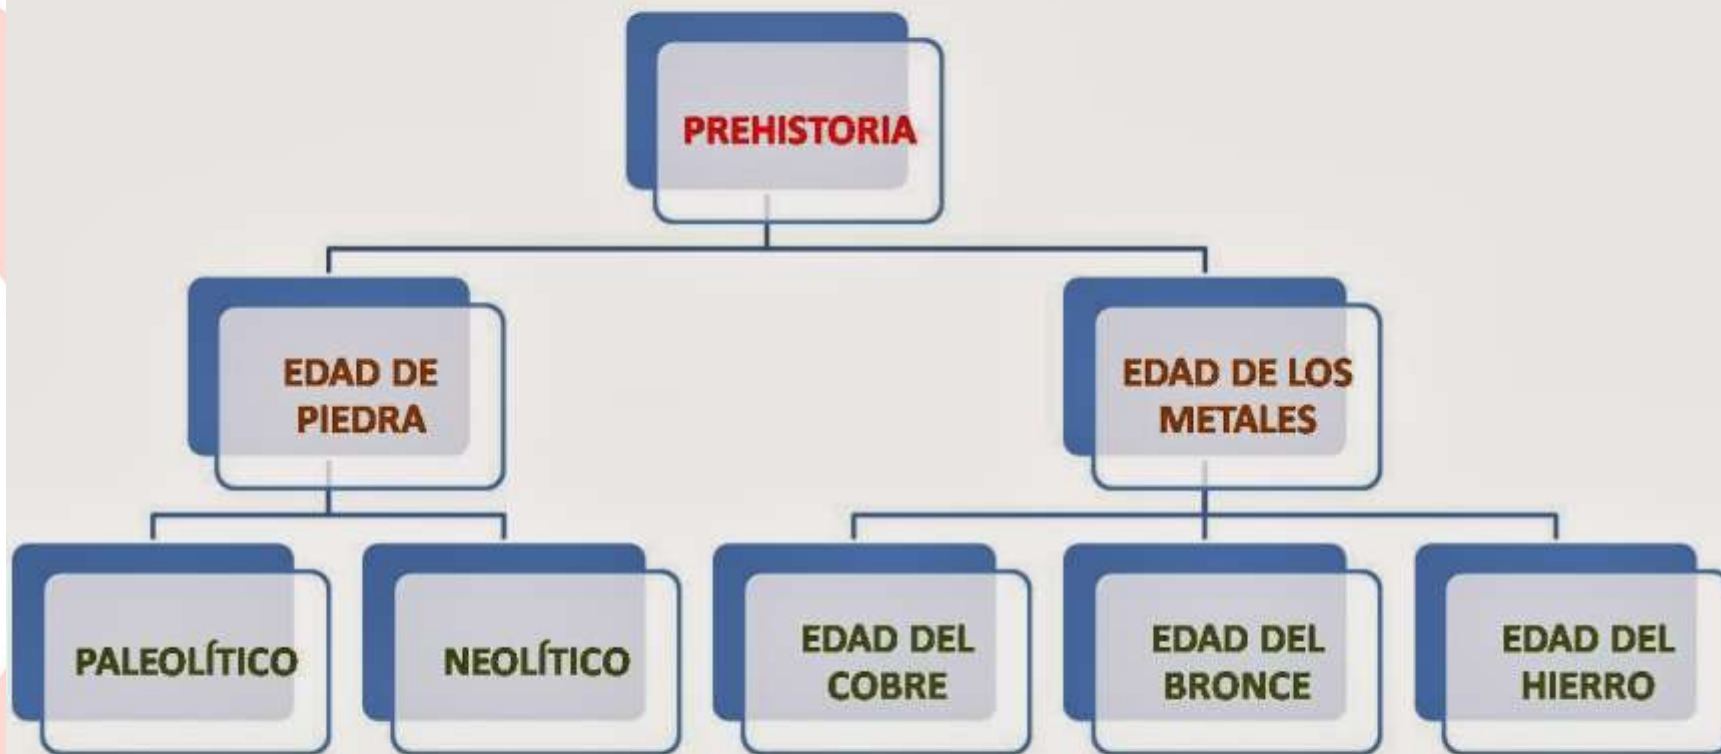 PREHISTORIA
EDAD DE
PIEDRA
EDAD DE LOS
METALES
PALEOLÍTICO
NEOLÍTICO
EDAD DEL
COBRE
EDAD DEL
BRONCE
EDAD DEL
HIERRO